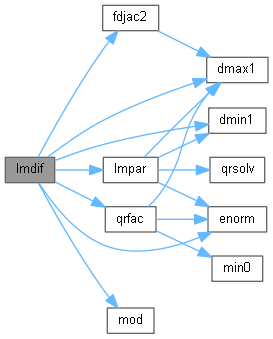 fdjac2
dmax1
dmin1
lmdif
lmpar
qrsolv
qrfac
enorm
min0
mod